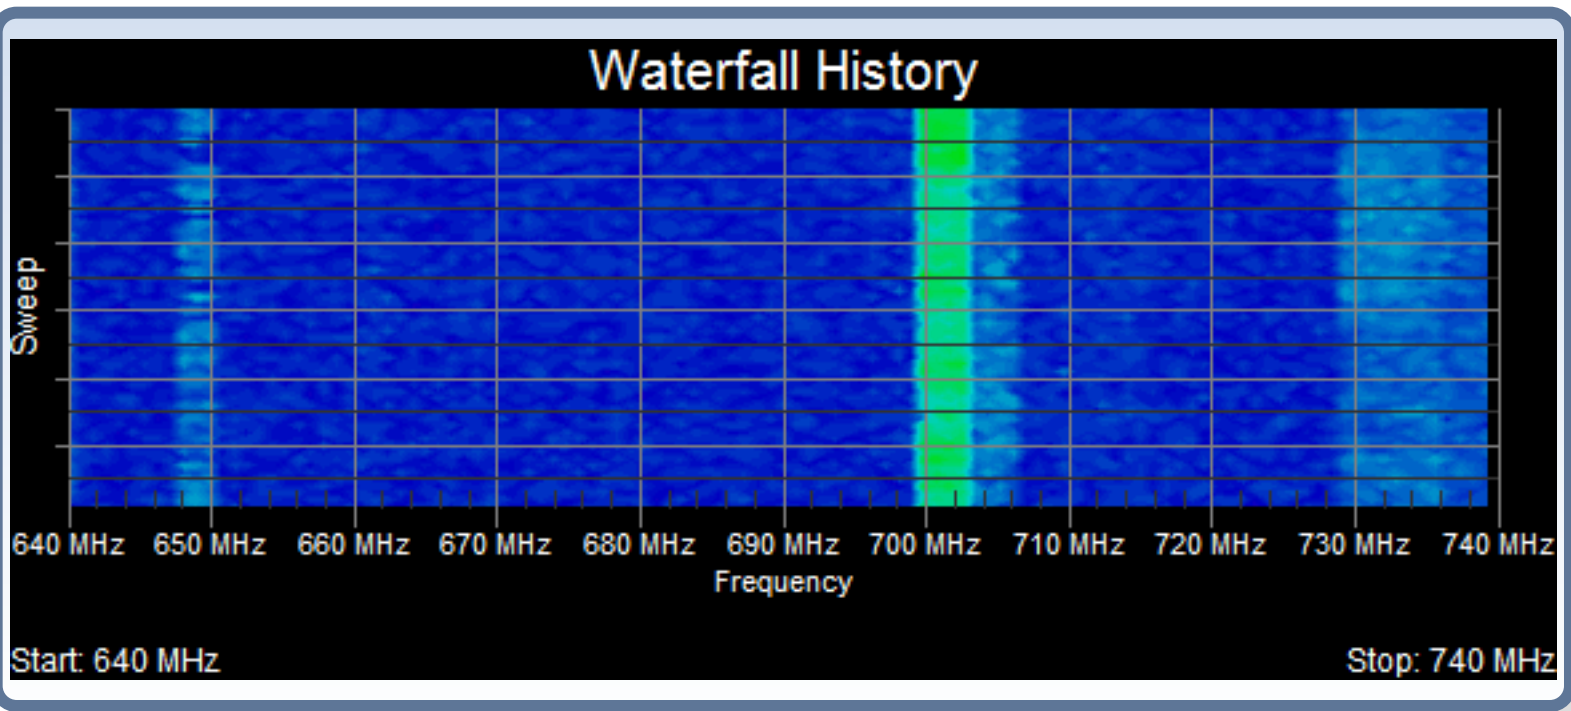 Waterfall History
Sweep
640 MHz 650 MHz 660 MHz 670 MHz 680 MHz 690 MHz 700 MHz 710 MHz 720 MHz 730 MHz 740 MHz
Frequency
Start: 640 MHz Stop: 740 MHz